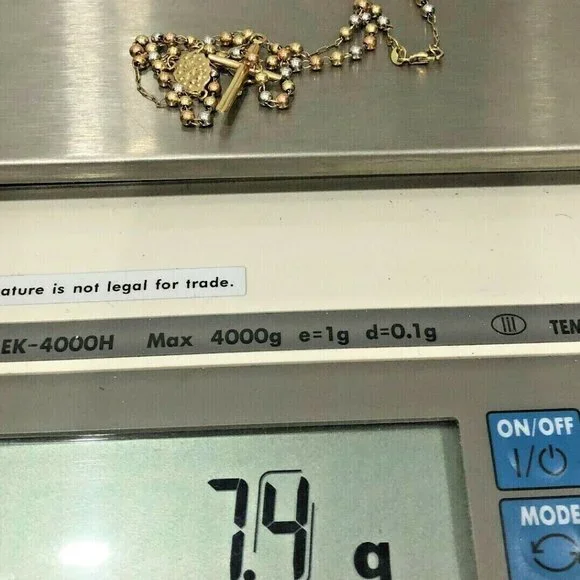 ature is not legal for trade.
EK-4000H Max 4000g e=1g d=0.1g III TEN
ON/OFF
I/
MODE
7.4 g